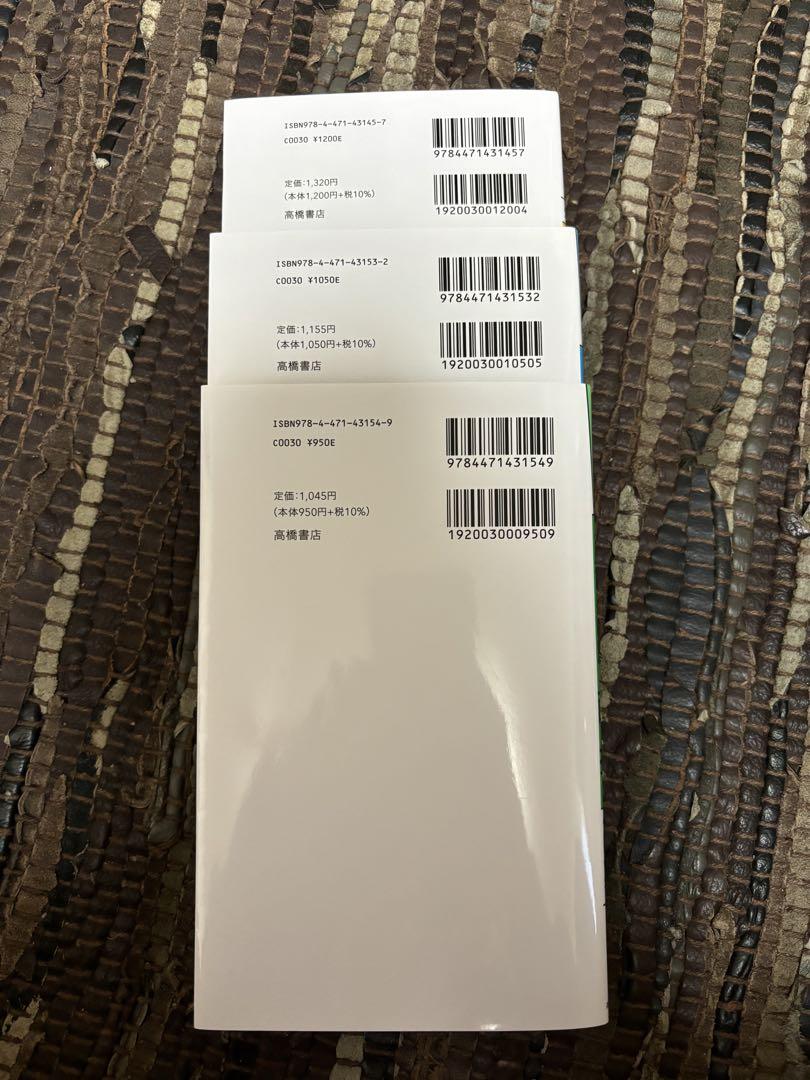 ISBN978-4-471-43145-7
C0030 ¥1200E
9784471431457
定価:1,320円
(本体1,200円+税10%)
高橋書店
1920030012004
ISBN978-4-471-43153-2
C0030 ¥1050E
9784471431532
定価:1,155円
(本体1,050円+税10%)
高橋書店
1920030010505
ISBN978-4-471-43154-9
C0030 ¥950E
9784471431549
定価:1,045円
(本体950円+税10%)
高橋書店
1920030009509